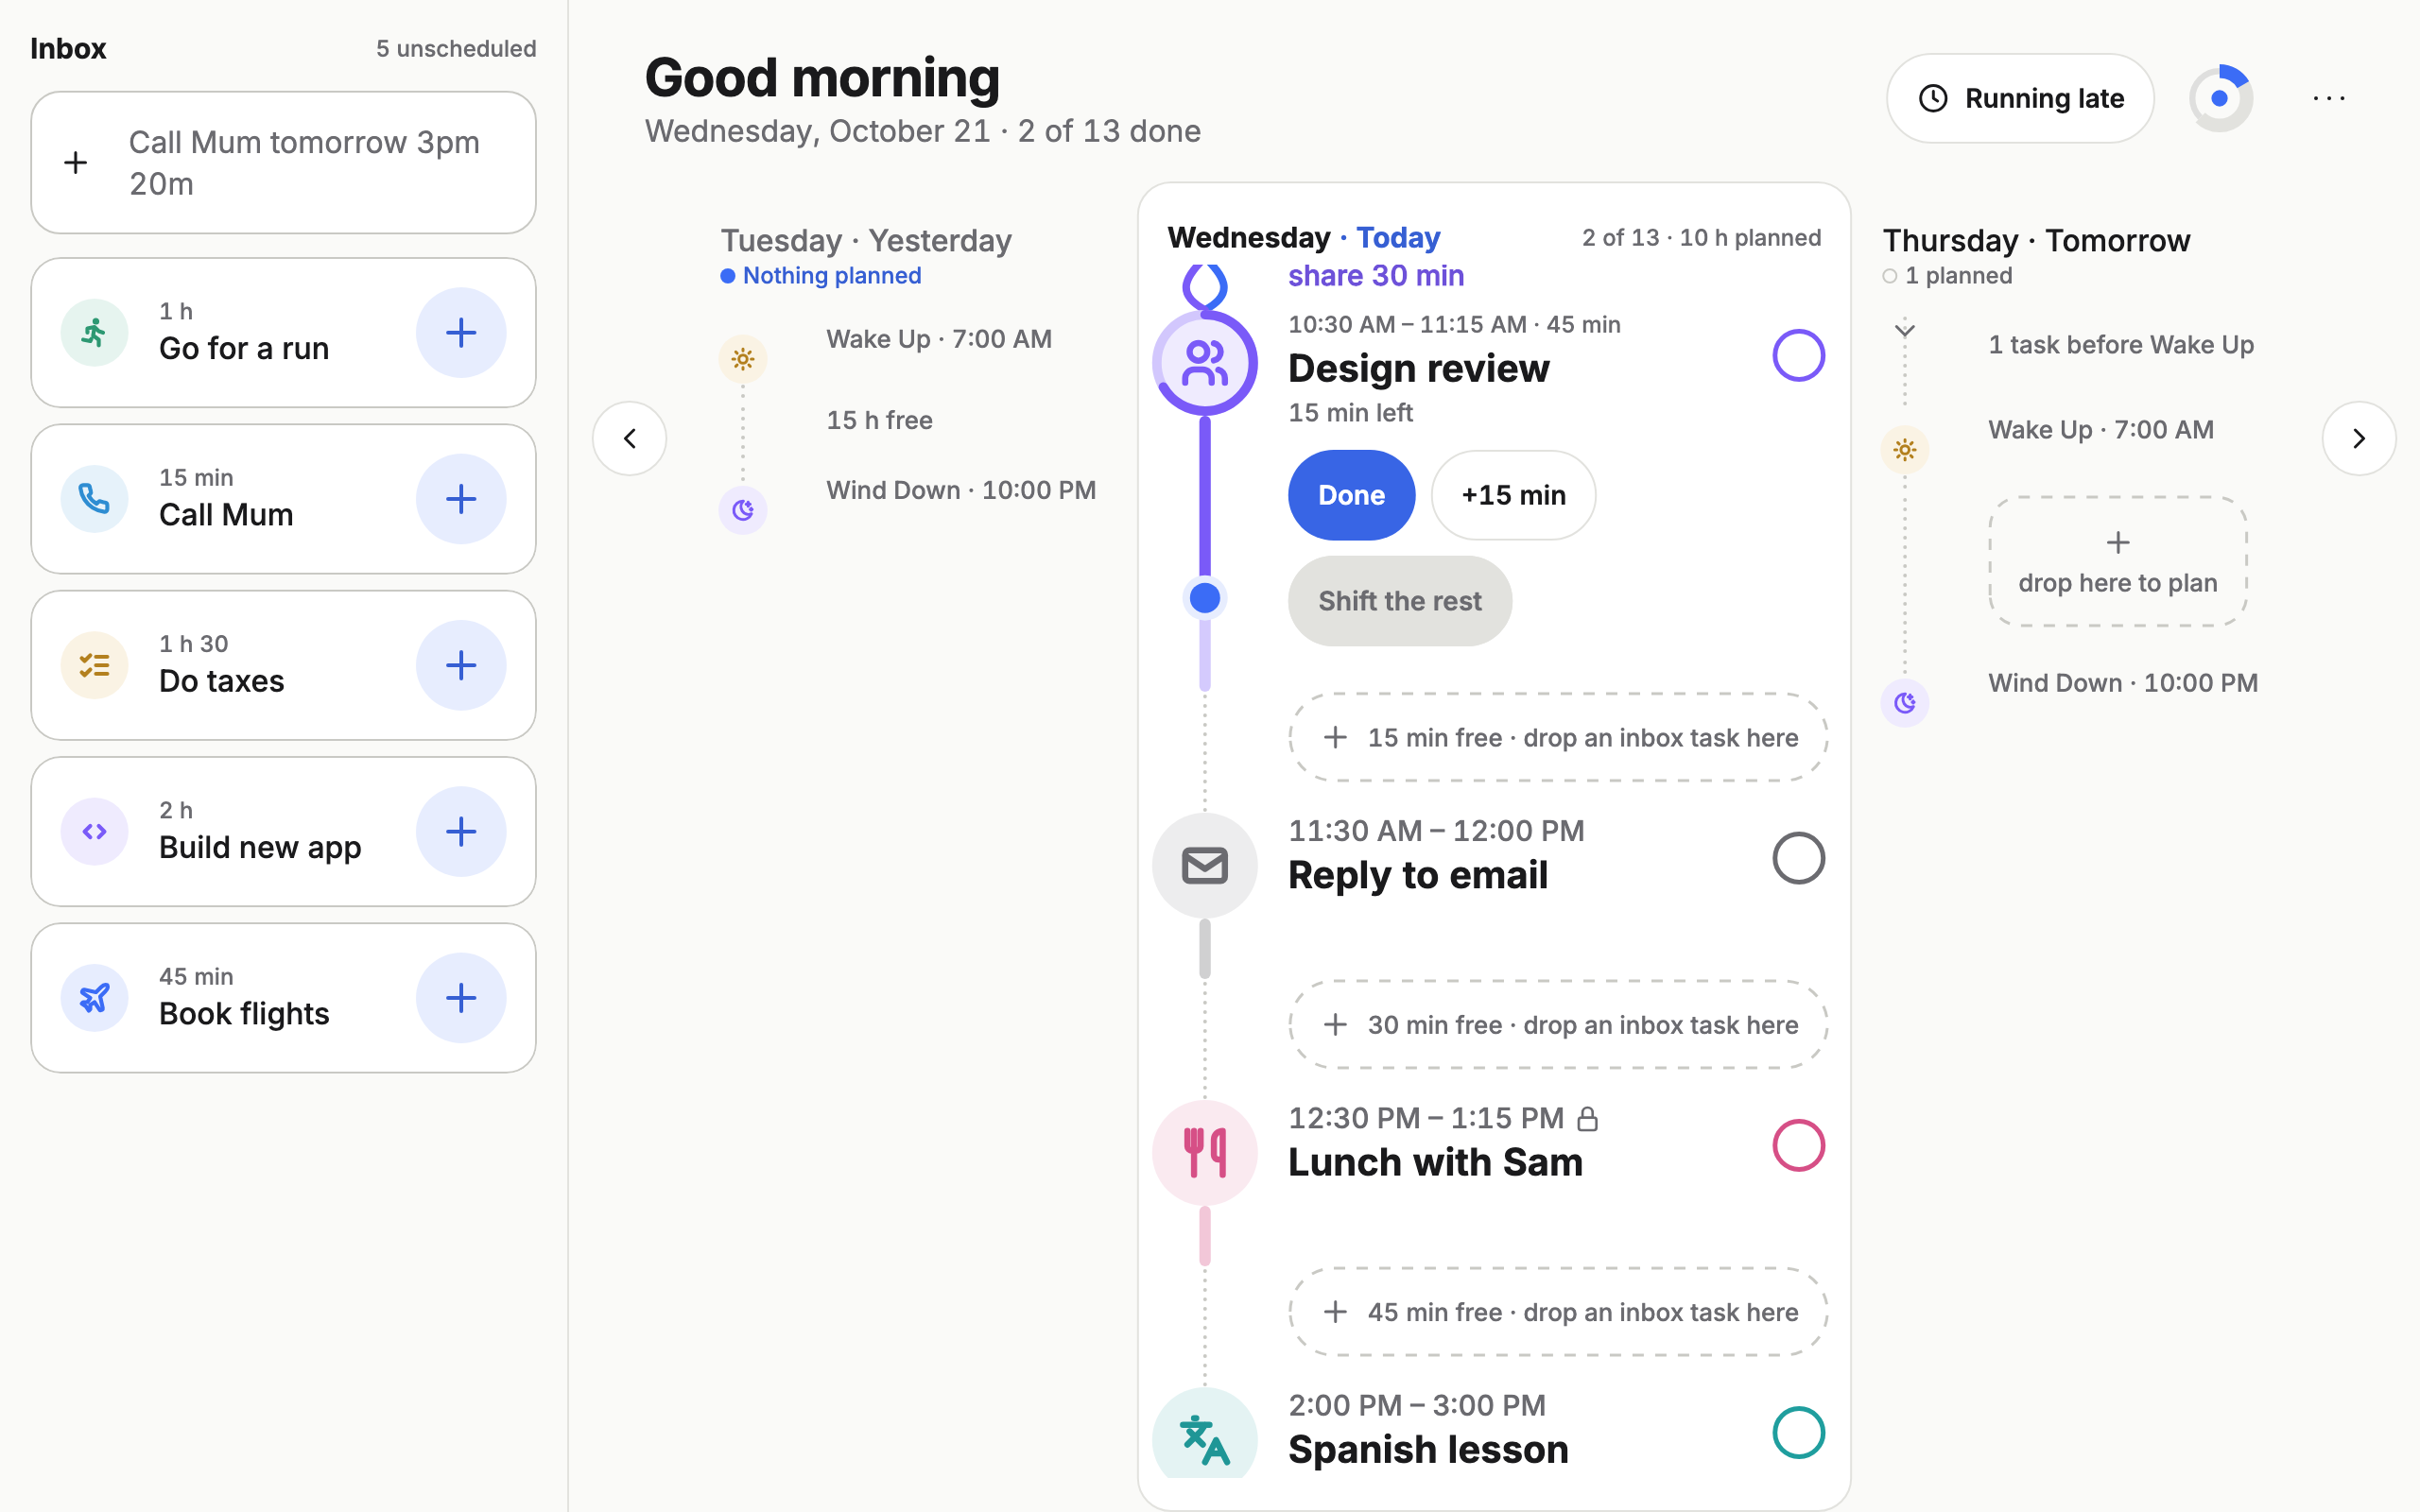 Inbox
5 unscheduled
Call Mum tomorrow 3pm
20m
1 h
Go for a run
15 min
Call Mum
1 h 30
Do taxes
2 h
Build new app
45 min
Book flights
Good morning
Wednesday, October 21 · 2 of 13 done
Running late
Tuesday · Yesterday
Nothing planned
Wake Up · 7:00 AM
15 h free
Wind Down · 10:00 PM
Wednesday · Today
2 of 13 · 10 h planned
share 30 min
10:30 AM – 11:15 AM · 45 min
Design review
15 min left
Done
+15 min
Shift the rest
15 min free · drop an inbox task here
11:30 AM – 12:00 PM
Reply to email
30 min free · drop an inbox task here
12:30 PM – 1:15 PM
Lunch with Sam
45 min free · drop an inbox task here
2:00 PM – 3:00 PM
Spanish lesson
Thursday · Tomorrow
1 planned
1 task before Wake Up
Wake Up · 7:00 AM
drop here to plan
Wind Down · 10:00 PM